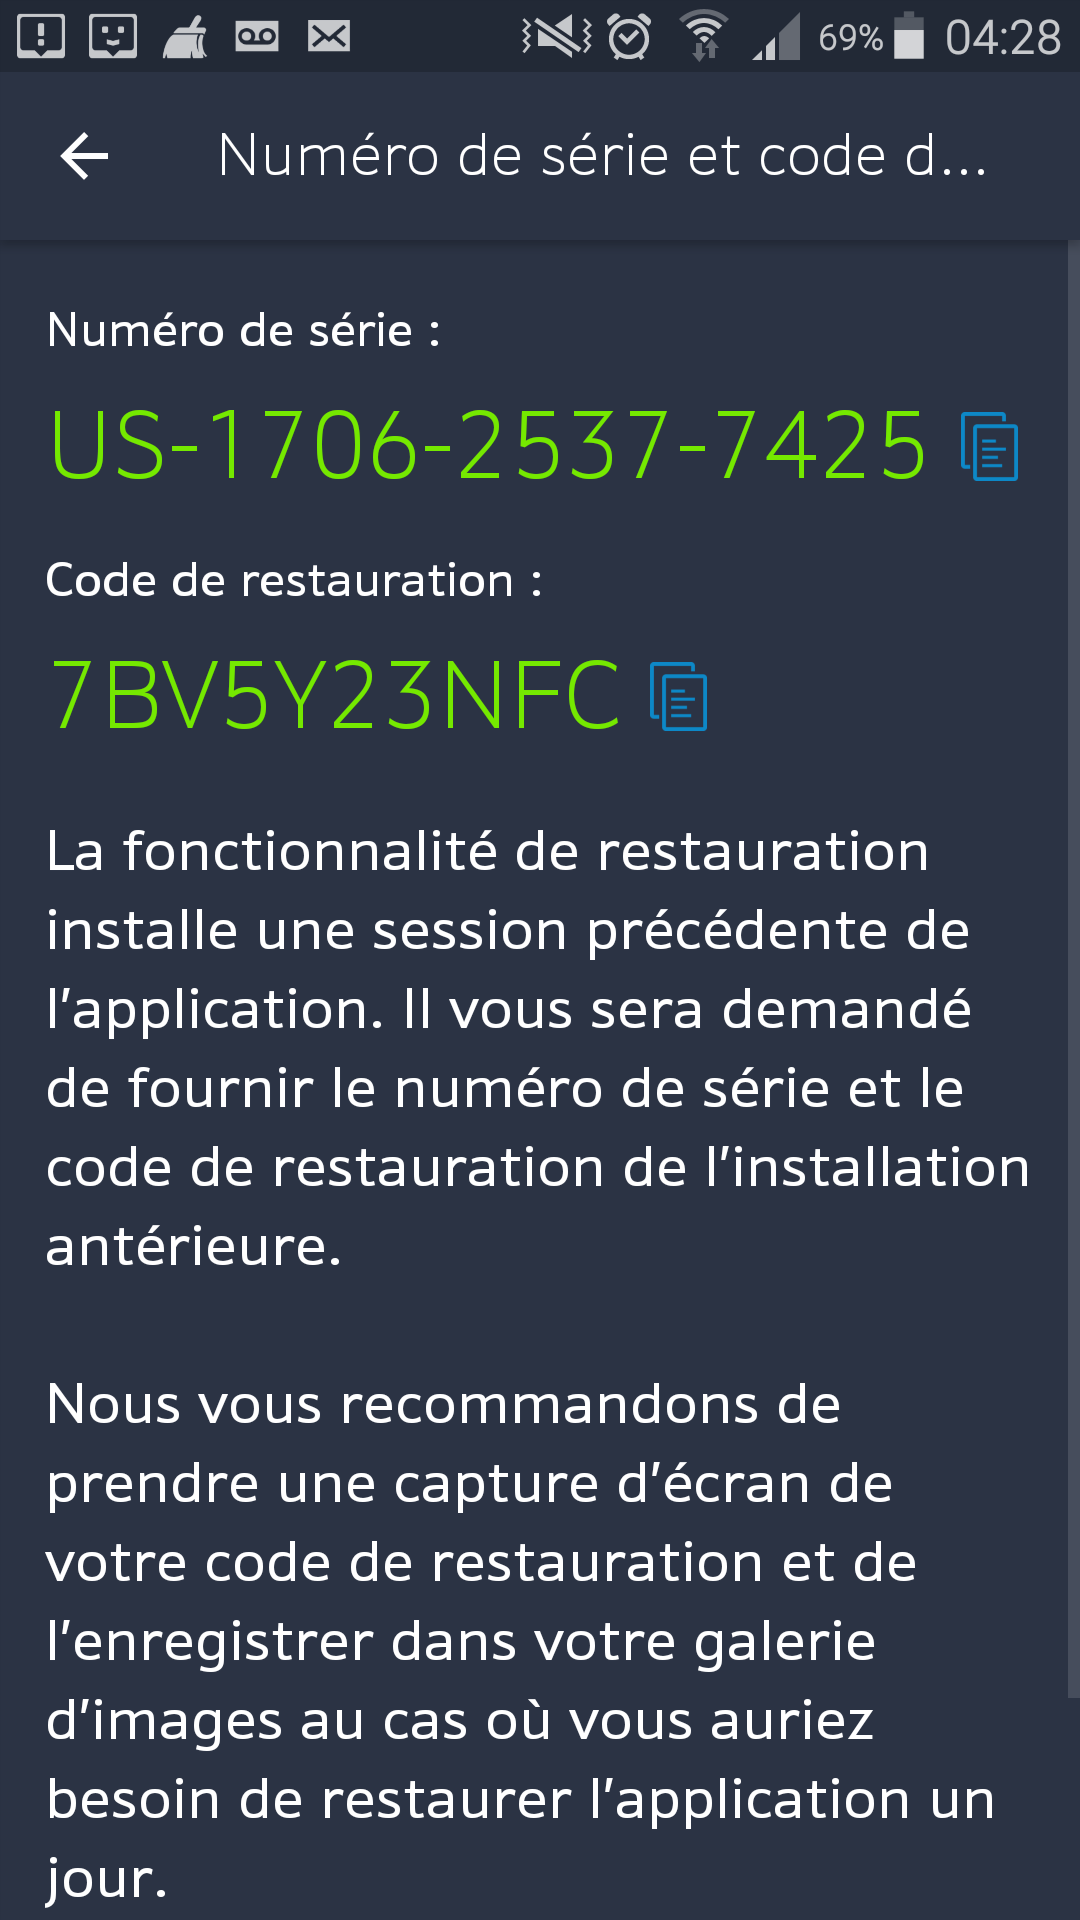 69% 04:28
Numéro de série et code d...
Numéro de série :
US-1706-2537-7425
Code de restauration :
7BV5Y23NFC
La fonctionnalité de restauration
installe une session précédente de
l'application. Il vous sera demandé
de fournir le numéro de série et le
code de restauration de l'installation
antérieure.
Nous vous recommandons de
prendre une capture d'écran de
votre code de restauration et de
l'enregistrer dans votre galerie
d'images au cas où vous auriez
besoin de restaurer l'application un
jour.